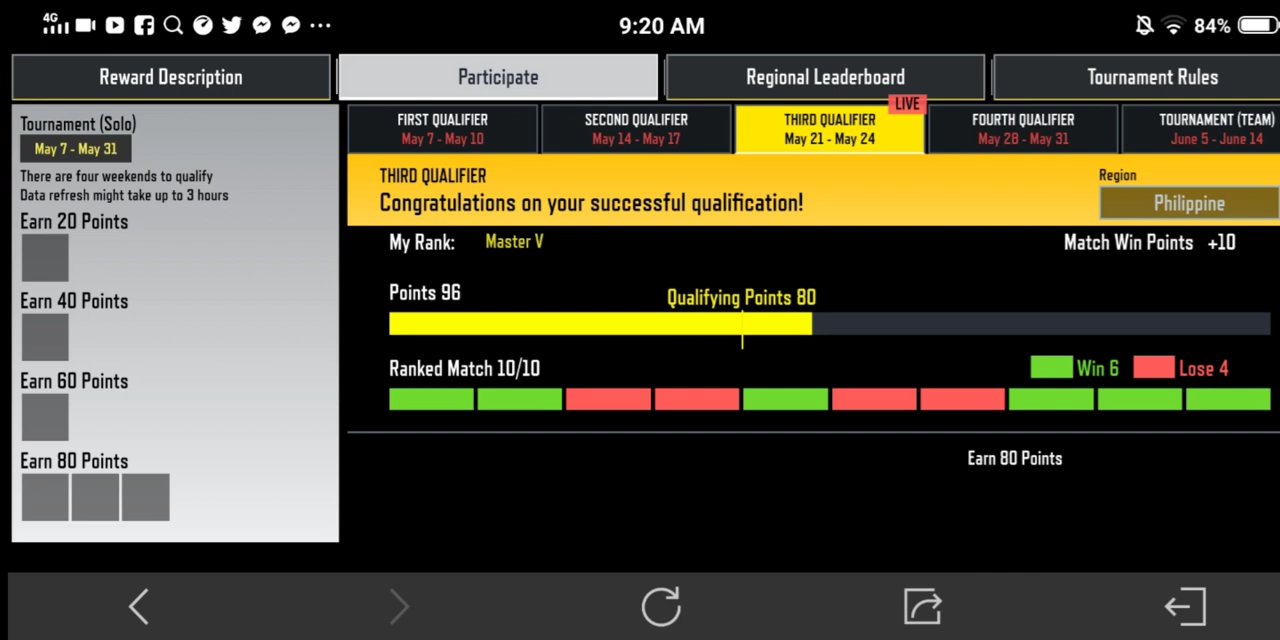 4G
9:20 AM
84%
Reward Description
Participate
Regional Leaderboard
Tournament Rules
LIVE
Tournament (Solo)
May 7 - May 31
There are four weekends to qualify
Data refresh might take up to 3 hours
Earn 20 Points
Earn 40 Points
Earn 60 Points
Earn 80 Points
FIRST QUALIFIER
May 7 - May 10
SECOND QUALIFIER
May 14 - May 17
THIRD QUALIFIER
May 21 - May 24
FOURTH QUALIFIER
May 28 - May 31
TOURNAMENT (TEAM)
June 5 - June 14
THIRD QUALIFIER
Congratulations on your successful qualification!
Region
Philippine
My Rank: Master V
Match Win Points +10
Points 96
Qualifying Points 80
Ranked Match 10/10
Win 6
Lose 4
Earn 80 Points